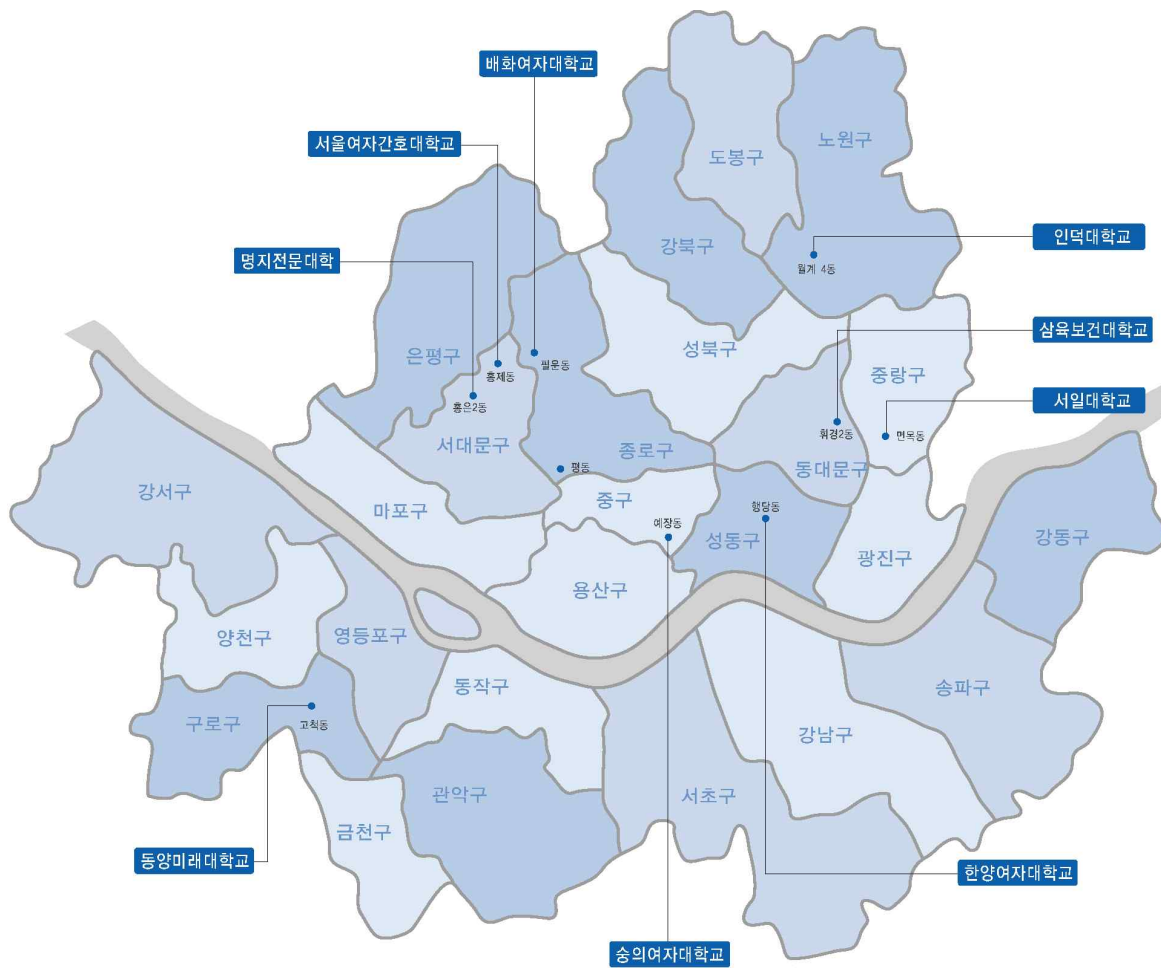 배화여자대학교
서울여자간호대학교
명지전문대학
도봉구
노원구
강북구
인덕대학교
월계 4동
삼육보건대학교
서일대학교
은평구
홍제동
필운동
홍은2동
성북구
중랑구
서대문구
종로구
휘경2동
면목동
평동
동대문구
강서구
마포구
중구
예장동
행당동
성동구
광진구
강동구
양천구
영등포구
용산구
동작구
송파구
구로구
고척동
강남구
관악구
서초구
금천구
동양미래대학교
한양여자대학교
숭의여자대학교